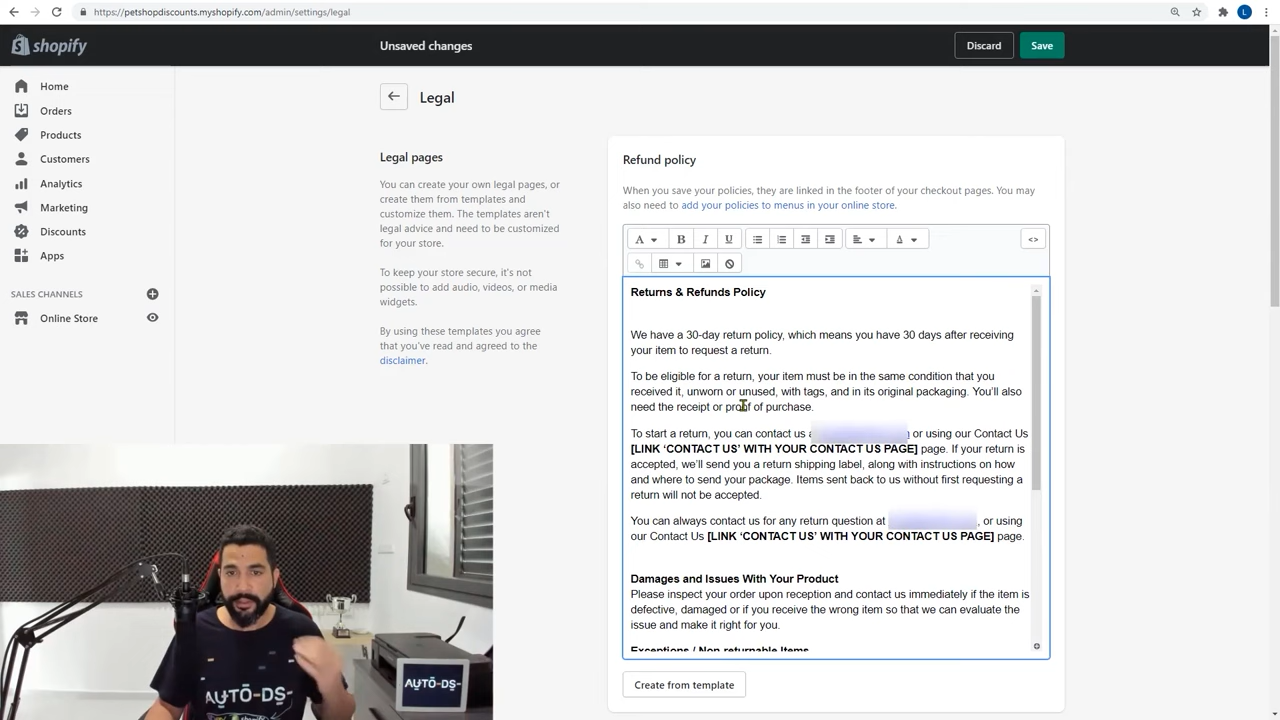 https://petshopdiscounts.myshopify.com/admin/settings/legal
L
shopify
Unsaved changes
Discard
Save
Home
Orders
Products
Customers
Analytics
Marketing
Discounts
Apps
SALES CHANNELS
Online Store
Legal
Legal pages
You can create your own legal pages, or
create them from templates and
customize them. The templates aren't
legal advice and need to be customized
for your store.
To keep your store secure, it's not
possible to add audio, videos, or media
widgets.
By using these templates you agree
that you've read and agreed to the
disclaimer.
Refund policy
When you save your policies, they are linked in the footer of your checkout pages. You may
also need to add your policies to menus in your online store.
A B I U A <>
Returns & Refunds Policy
We have a 30-day return policy, which means you have 30 days after receiving
your item to request a return.
To be eligible for a return, your item must be in the same condition that you
received it, unworn or unused, with tags, and in its original packaging. You'll also
need the receipt or proof of purchase.
To start a return, you can contact us or using our Contact Us
[LINK ‘CONTACT US’ WITH YOUR CONTACT US PAGE] page. If your return is
accepted, we’ll send you a return shipping label, along with instructions on how
and where to send your package. Items sent back to us without first requesting a
return will not be accepted.
You can always contact us for any return question at , or using
our Contact Us [LINK ‘CONTACT US’ WITH YOUR CONTACT US PAGE] page.
Damages and Issues With Your Product
Please inspect your order upon reception and contact us immediately if the item is
defective, damaged or if you receive the wrong item so that we can evaluate the
issue and make it right for you.
Exceptions / Non-returnable Items
Create from template
AUTO-DS-
AUTO-DS-